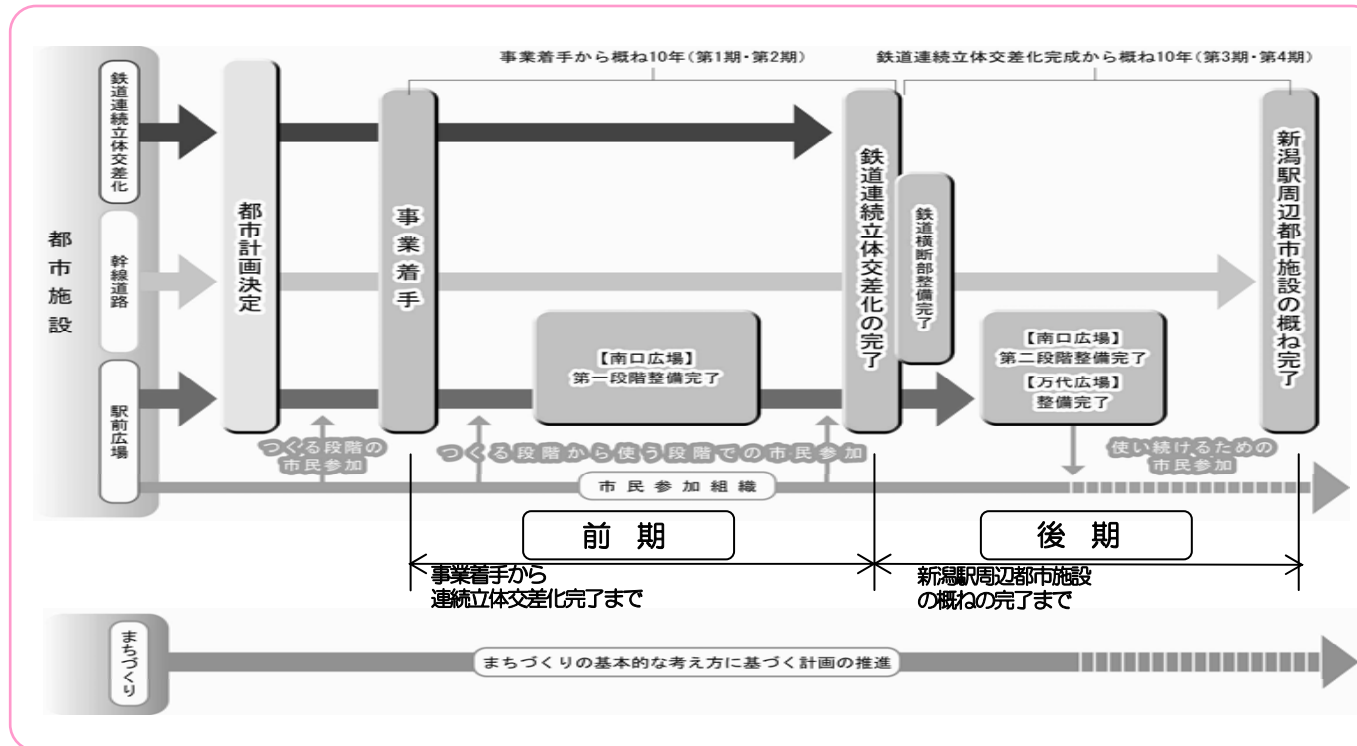 事業着手から概ね10年(第1期・第2期)
鉄道連続立体交差化完成から概ね10年(第3期・第4期)
都市施設
鉄道連続立体交差化
幹線道路
駅前広場
都市計画決定
事業着手
鉄道連続立体交差化の完了
鉄道横断部整備完了
新潟駅周辺都市施設の概ね完了
【南口広場】
第一段階整備完了
【南口広場】
第二段階整備完了
【万代広場】
整備完了
つくる段階の
市民参加
つくる段階から使う段階での市民参加
使い続けるための
市民参加
市民参加組織
前 期
後 期
事業着手から
連続立体交差化完了まで
新潟駅周辺都市施設
の概ねの完了まで
まちづくり
まちづくりの基本的な考え方に基づく計画の推進